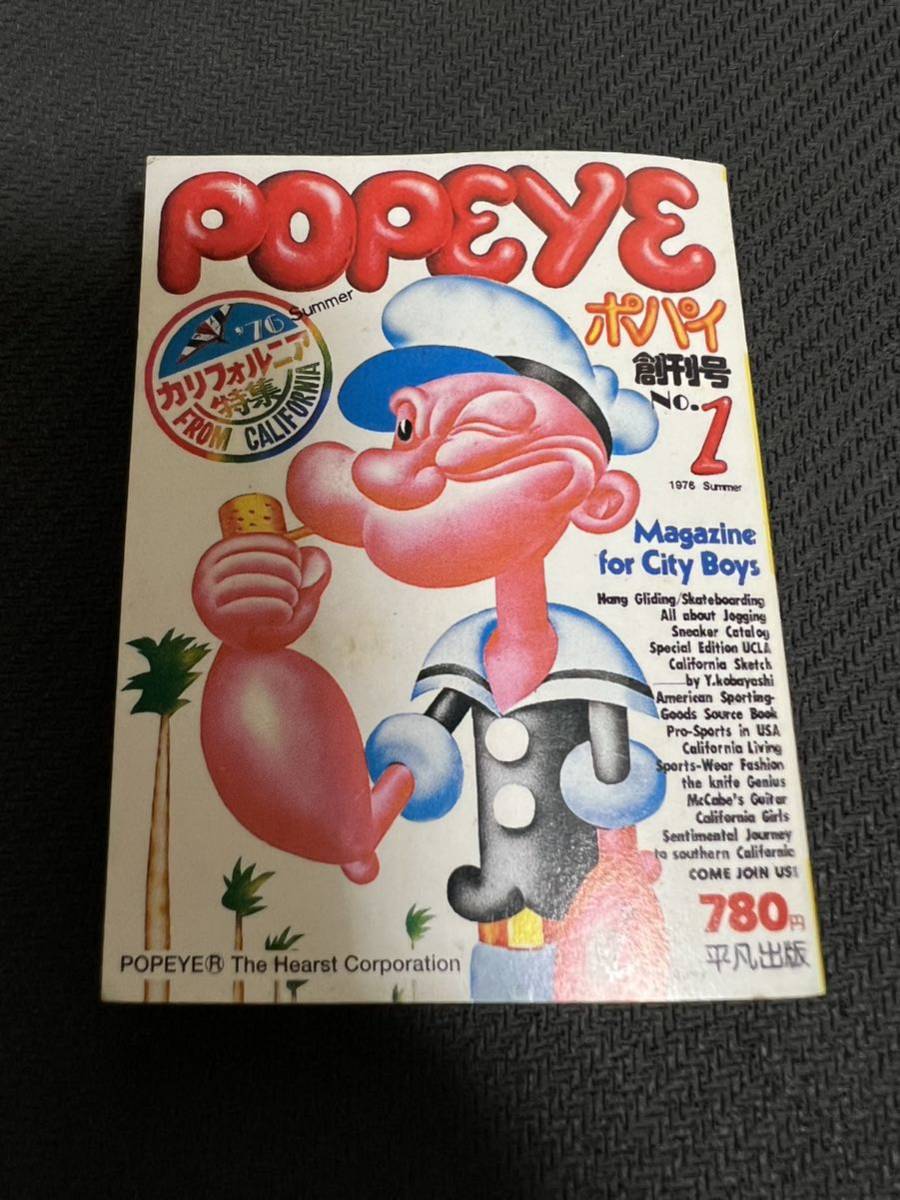 POPEYE
ポパイ
創刊号
No.1
1976 Summer
'76 Summer
カリフォルニア
特集
FROM CALIFORNIA
Magazine
for City Boys
Hang Gliding/Skateboarding
All about Jogging
Sneaker Catalog
Special Edition UCLA
California Sketch
by Y.kobayashi
American Sporting-
Goods Source Book
Pro-Sports in USA
California Living
Sports-Wear Fashion
the knife Genius
McCabe's Guitar
California Girls
Sentimental Journey
to southern California
COME JOIN US!
780円
平凡出版
POPEYE® The Hearst Corporation